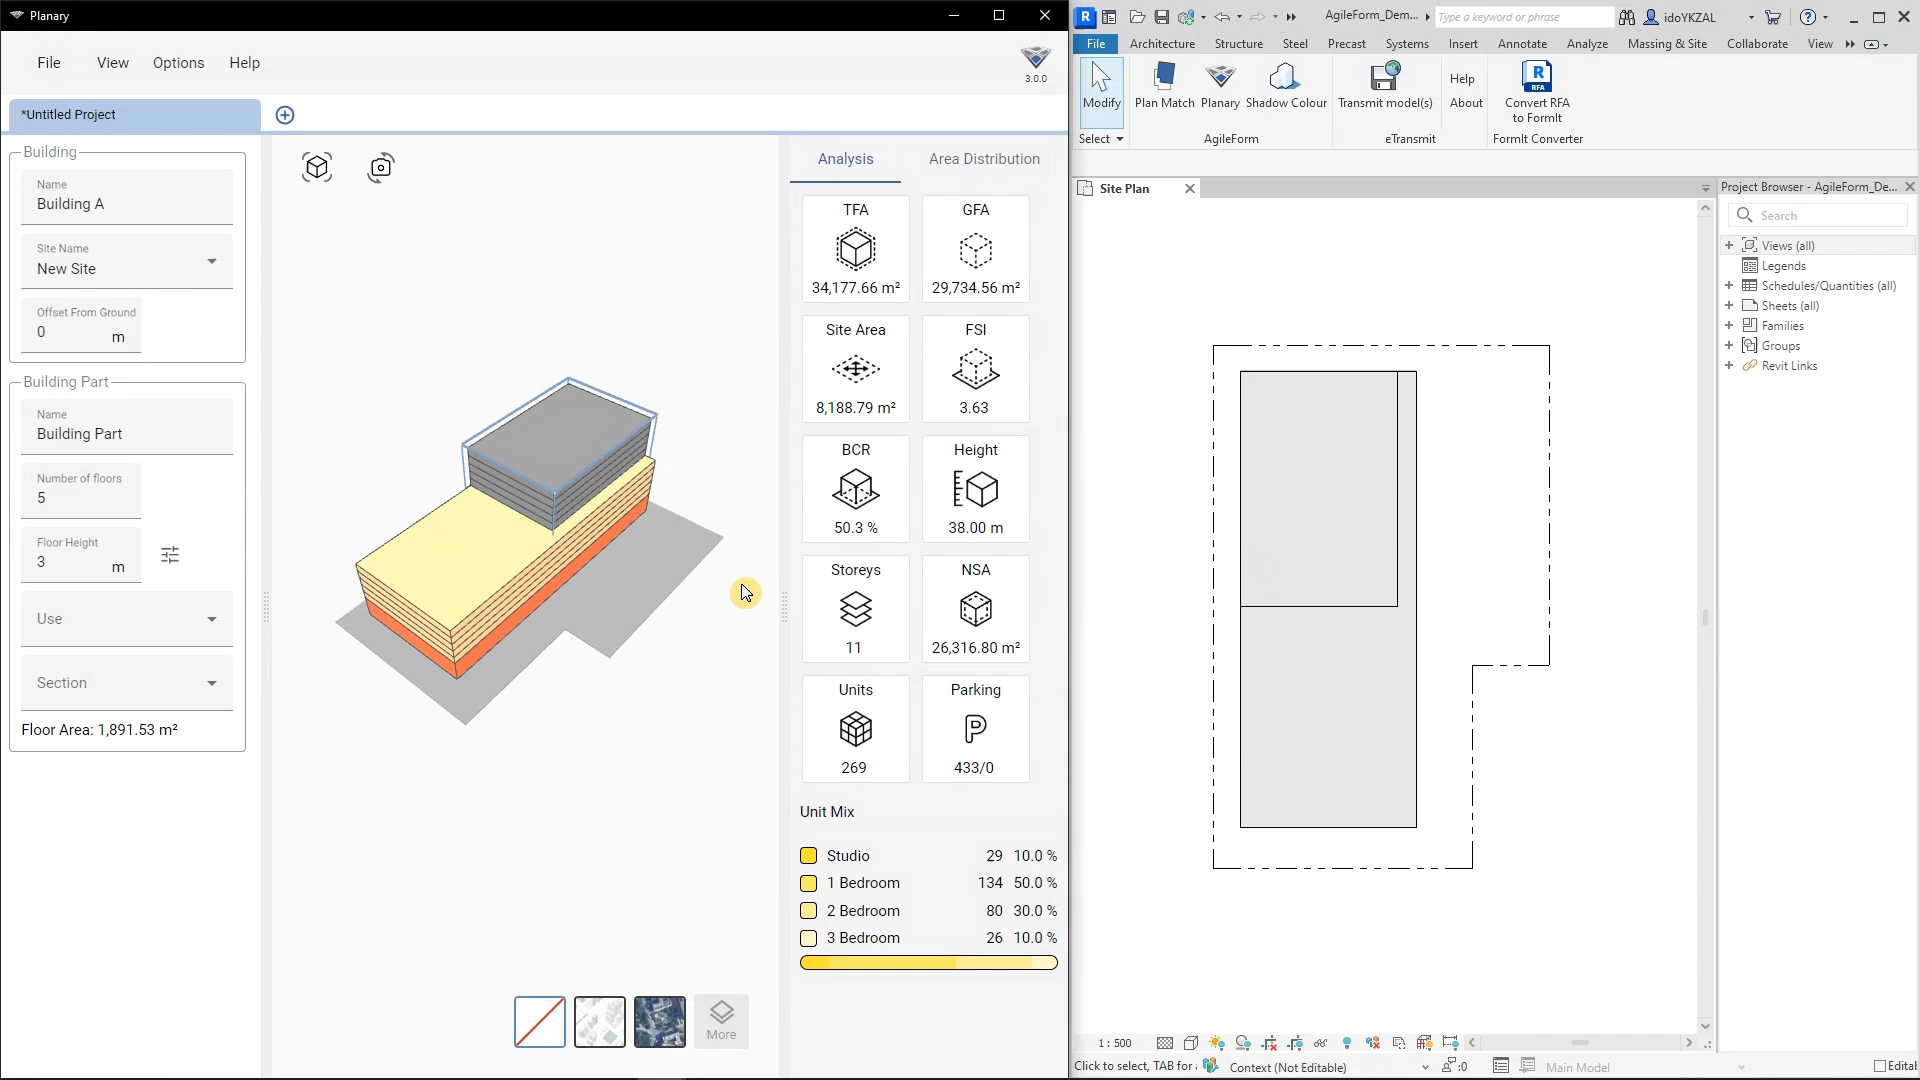 Planary
File View Options Help
3.0.0
*Untitled Project
Building
Name
Building A
Site Name
New Site
Offset From Ground
0 m
Building Part
Name
Building Part
Number of floors
5
Floor Height
3 m
Use
Section
Floor Area: 1,891.53 m²
More
Analysis Area Distribution
TFA GFA
34,177.66 m² 29,734.56 m²
Site Area FSI
8,188.79 m² 3.63
BCR Height
50.3 % 38.00 m
Storeys NSA
11 26,316.80 m²
Units Parking
P
269 433/0
Unit Mix
Studio 29 10.0 %
1 Bedroom 134 50.0 %
2 Bedroom 80 30.0 %
3 Bedroom 26 10.0 %
R AgileForm_Dem... Type a keyword or phrase idoYKZAL
File Architecture Structure Steel Precast Systems Insert Annotate Analyze Massing & Site Collaborate View
R
RFA
Modify Plan Match Planary Shadow Colour Transmit model(s) Help About Convert RFA
to FormIt
Select AgileForm eTransmit FormIt Converter
Site Plan
Project Browser - AgileForm_De...
Search
Views (all)
Legends
Schedules/Quantities (all)
Sheets (all)
Families
Groups
Revit Links
1 : 500
Click to select, TAB for Context (Not Editable) :0 Main Model Editab